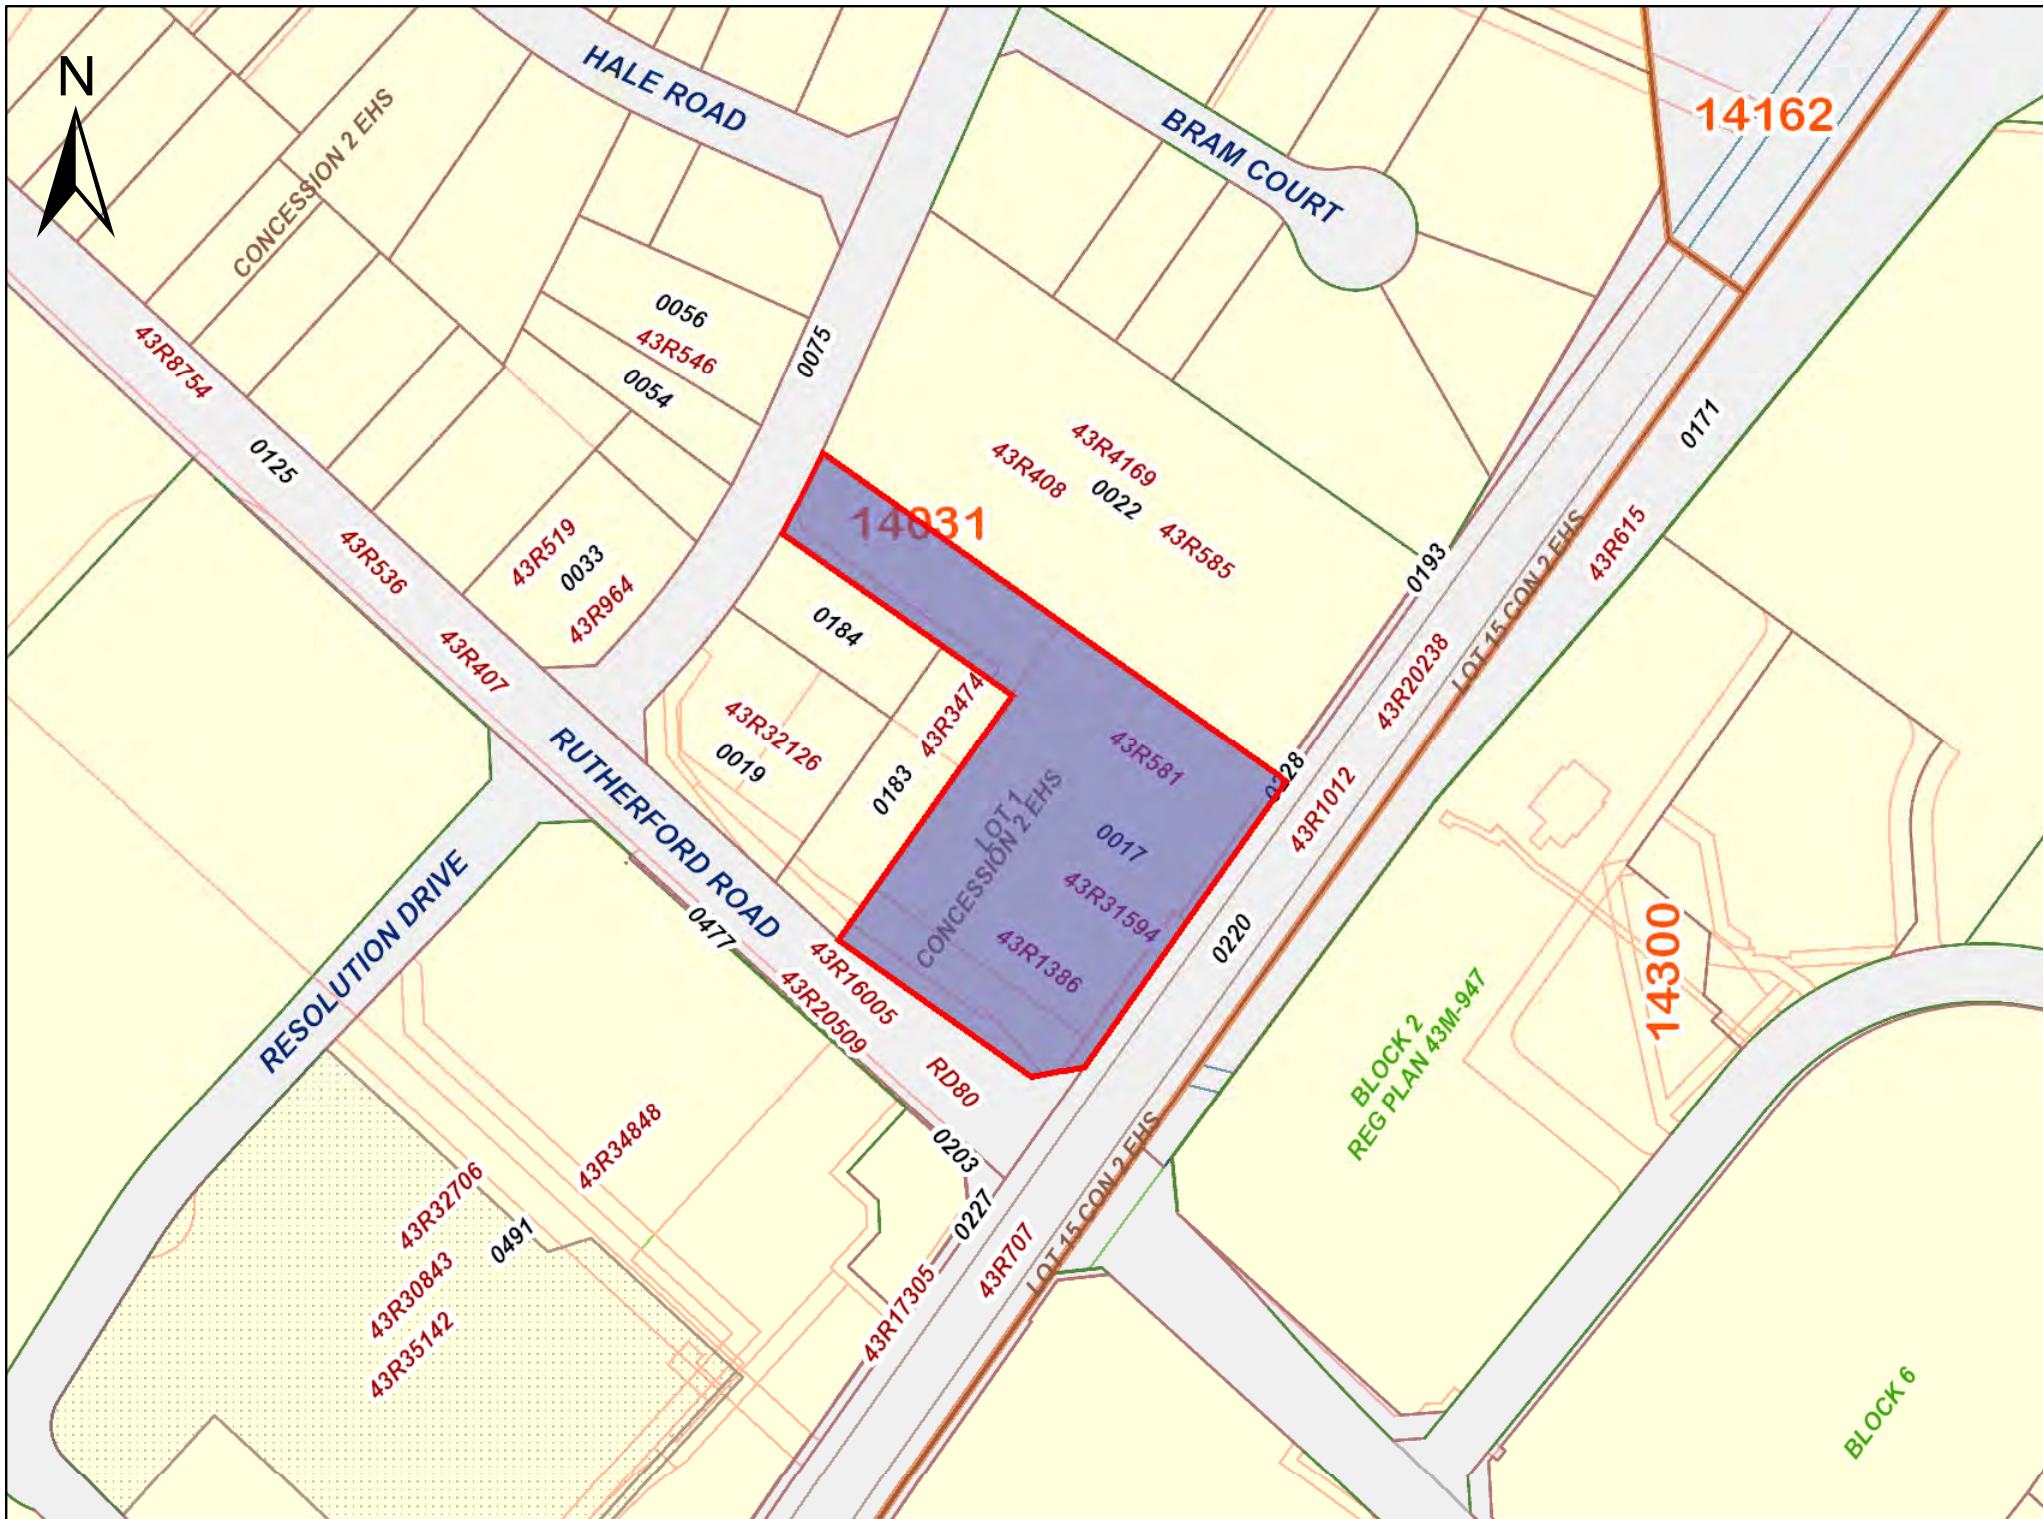 N
HALE ROAD
BRAM COURT
14162
CONCESSION 2 EHS
0056
43R546
0054
0075
43R8754
0125
43R4169
43R408
0022
43R585
0171
14031
43R519
0033
43R964
43R536
43R407
0193
LOT 15 CON 2 EHS
43R615
43R20238
0184
43R3474
43R32126
0019
0183
RUTHERFORD ROAD
43R581
43R1012
LOT 1
CONCESSION 2 EHS
0017
43R31594
43R1386
0220
RESOLUTION DRIVE
0477
43R16005
43R20509
RD80
14300
BLOCK 2
REG PLAN 43M-947
43R34848
0203
0227
43R32706
0491
43R30843
43R35142
43R707
LOT 15 CON 2 EHS
43R17305
BLOCK 6